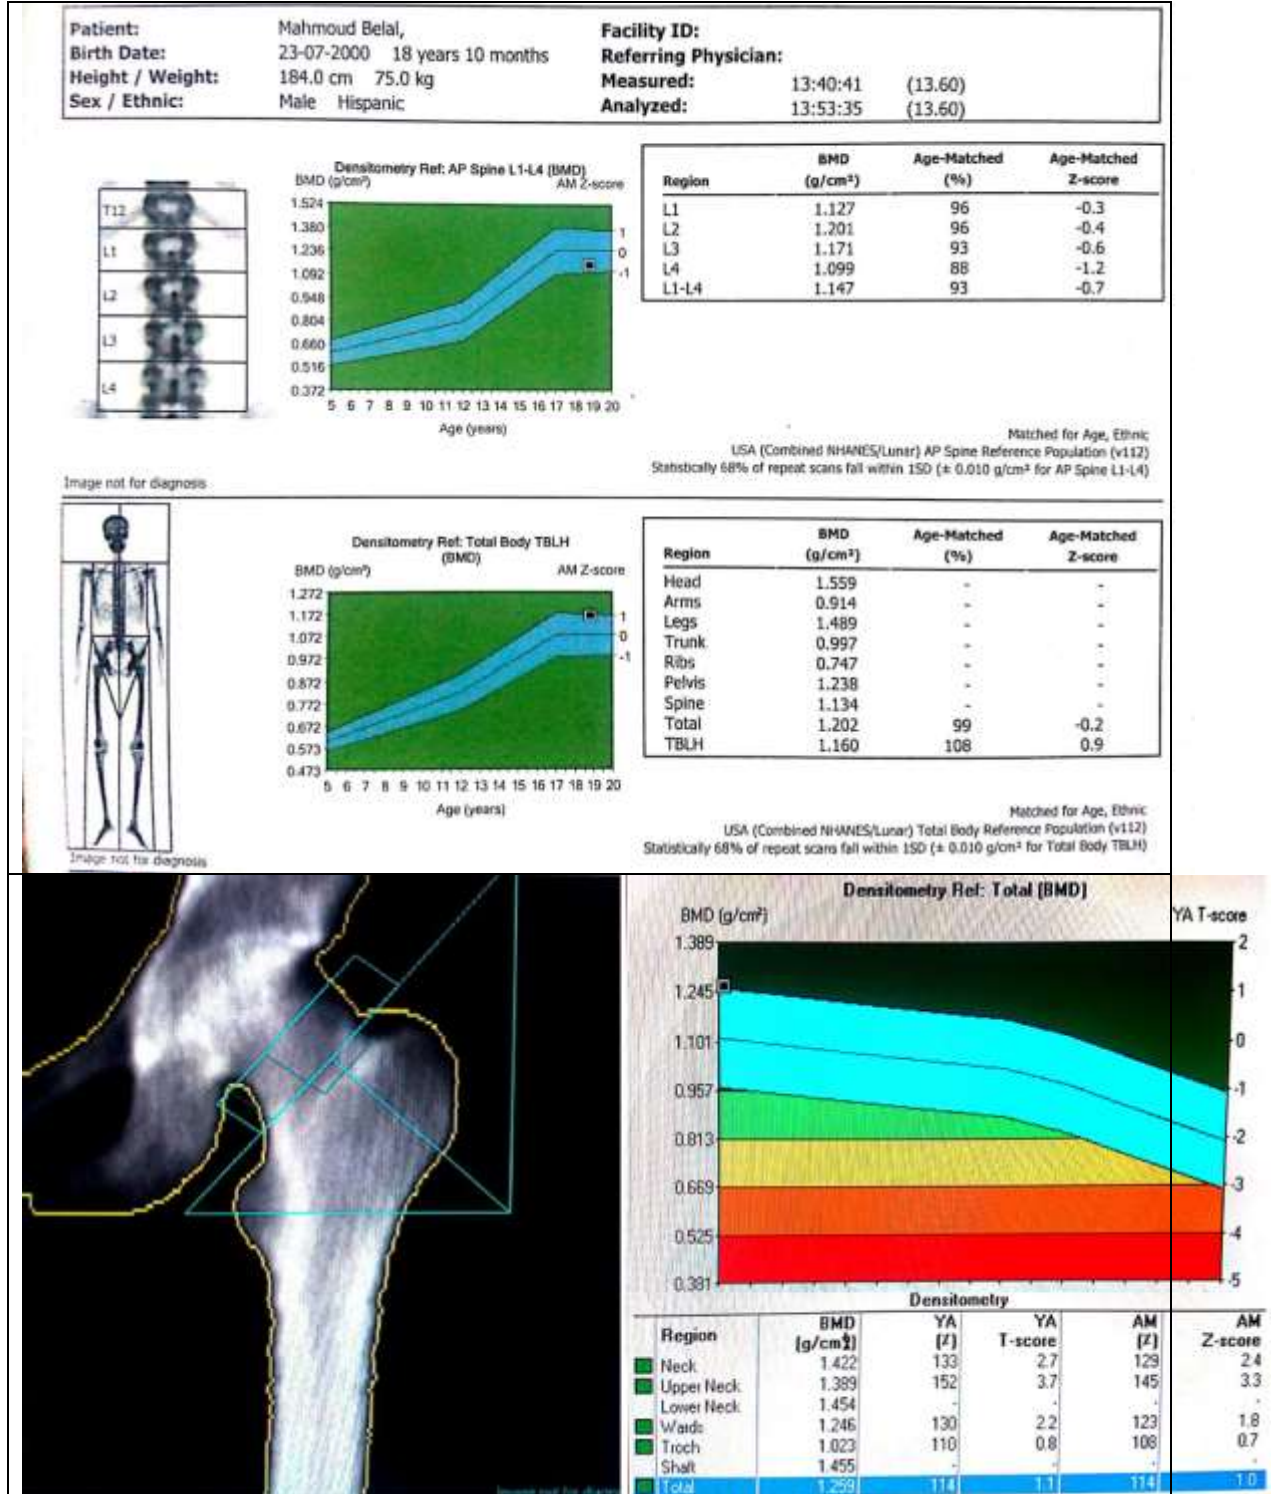 Patient: Mahmoud Belal, Facility ID:
Birth Date: 23-07-2000 18 years 10 months Referring Physician:
Height / Weight: 184.0 cm 75.0 kg Measured: 13:40:41 (13.60)
Sex / Ethnic: Male Hispanic Analyzed: 13:53:35 (13.60)
Densitometry Ref: AP Spine L1-L4 (BMD)
BMD (g/cm²) AM Z-score
1.524
1.380
1.236
1.092
0.948
0.804
0.660
0.516
0.372
1
0
-1
5 6 7 8 9 10 11 12 13 14 15 16 17 18 19 20
Age (years)
T12
L1
L2
L3
L4
Region BMD (g/cm²) Age-Matched (%) Age-Matched Z-score
L1 1.127 96 -0.3
L2 1.201 96 -0.4
L3 1.171 93 -0.6
L4 1.099 88 -1.2
L1-L4 1.147 93 -0.7
Matched for Age, Ethnic
USA (Combined NHANES/Lunar) AP Spine Reference Population (v112)
Statistically 68% of repeat scans fall within 1SD (± 0.010 g/cm² for AP Spine L1-L4)
Image not for diagnosis
Densitometry Ref: Total Body TBLH
(BMD)
BMD (g/cm²) AM Z-score
1.272
1.172
1.072
0.972
0.872
0.772
0.672
0.573
0.473
1
0
-1
5 6 7 8 9 10 11 12 13 14 15 16 17 18 19 20
Age (years)
Region BMD (g/cm²) Age-Matched (%) Age-Matched Z-score
Head 1.559 - -
Arms 0.914 - -
Legs 1.489 - -
Trunk 0.997 - -
Ribs 0.747 - -
Pelvis 1.238 - -
Spine 1.134 - -
Total 1.202 99 -0.2
TBLH 1.160 108 0.9
Matched for Age, Ethnic
USA (Combined NHANES/Lunar) Total Body Reference Population (v112)
Statistically 68% of repeat scans fall within 1SD (± 0.010 g/cm² for Total Body TBLH)
Image not for diagnosis
Densitometry Ref: Total (BMD)
BMD (g/cm²) YA T-score
1.389
1.245
1.101
0.957
0.813
0.669
0.525
0.381
2
1
0
-1
-2
-3
-4
-5
Densitometry
Region BMD (g/cm²) YA (%) YA T-score AM (%) AM Z-score
Neck 1.422 133 2.7 129 2.4
Upper Neck 1.389 152 3.7 145 3.3
Lower Neck 1.454 - - - -
Wards 1.246 130 2.2 123 1.8
Troch 1.023 110 0.8 108 0.7
Shaft 1.455 - - - -
Total 1.259 114 1.1 114 1.0